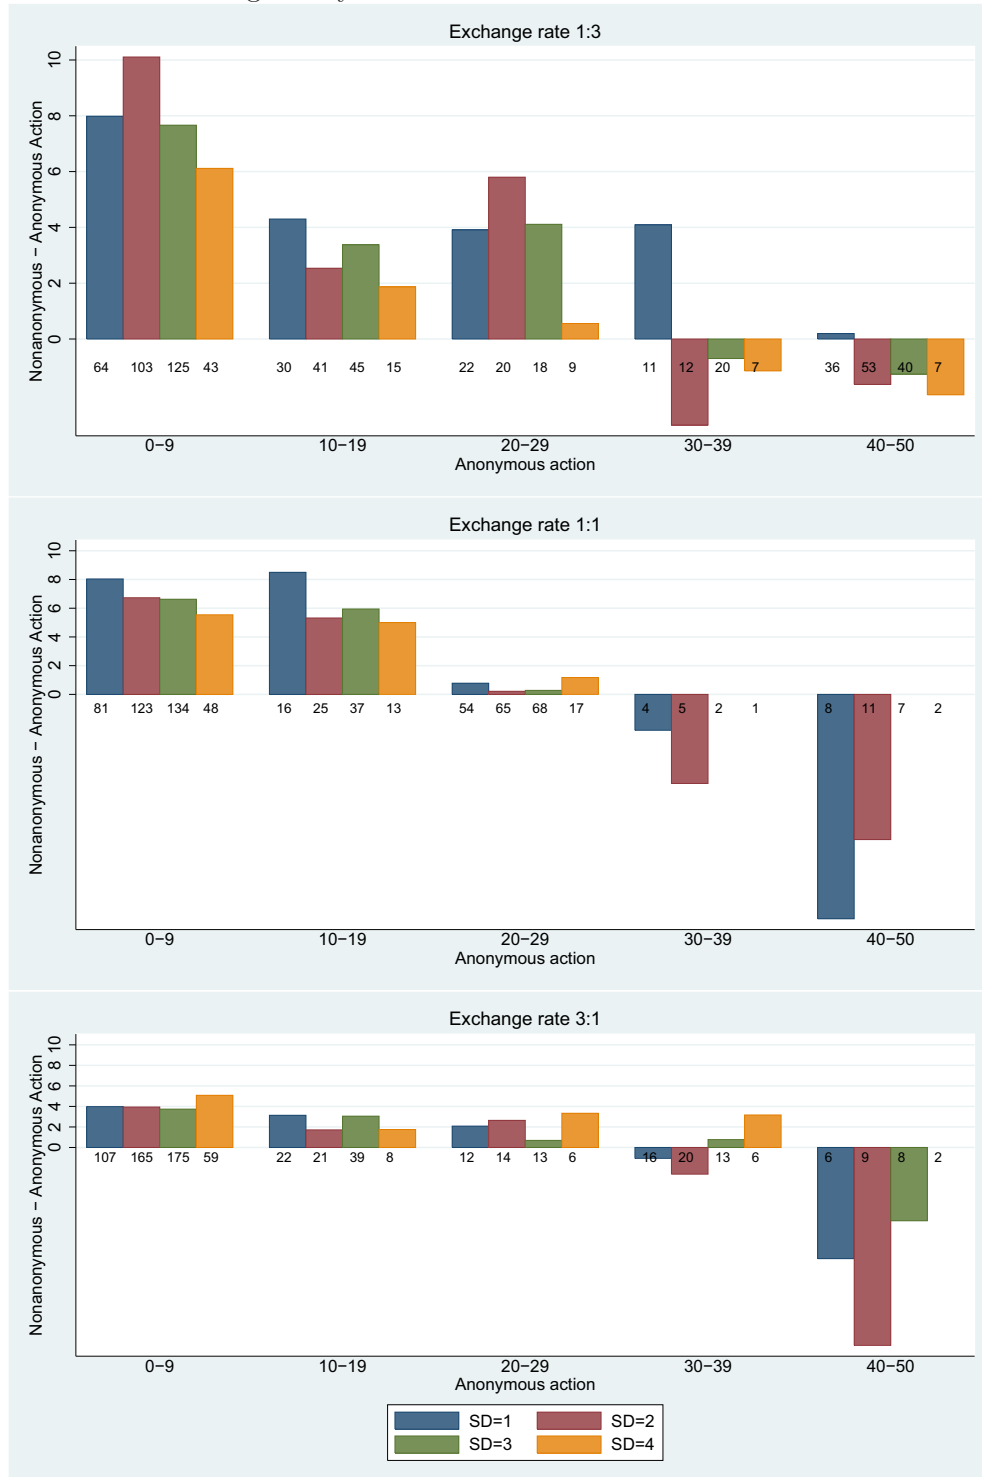 Exchange rate 1:3
Nonanonymous − Anonymous Action
10
8
6
4
2
0
64 103 125 43 30 41 45 15 22 20 18 9 11 12 20 7 36 53 40 7
0−9 10−19 20−29 30−39 40−50
Anonymous action
Exchange rate 1:1
Nonanonymous − Anonymous Action
10
8
6
4
2
0
81 123 134 48 16 25 37 13 54 65 68 17 4 5 2 1 8 11 7 2
0−9 10−19 20−29 30−39 40−50
Anonymous action
Exchange rate 3:1
Nonanonymous − Anonymous Action
10
8
6
4
2
0
107 165 175 59 22 21 39 8 12 14 13 6 16 20 13 6 6 9 8 2
0−9 10−19 20−29 30−39 40−50
Anonymous action
SD=1 SD=2
SD=3 SD=4